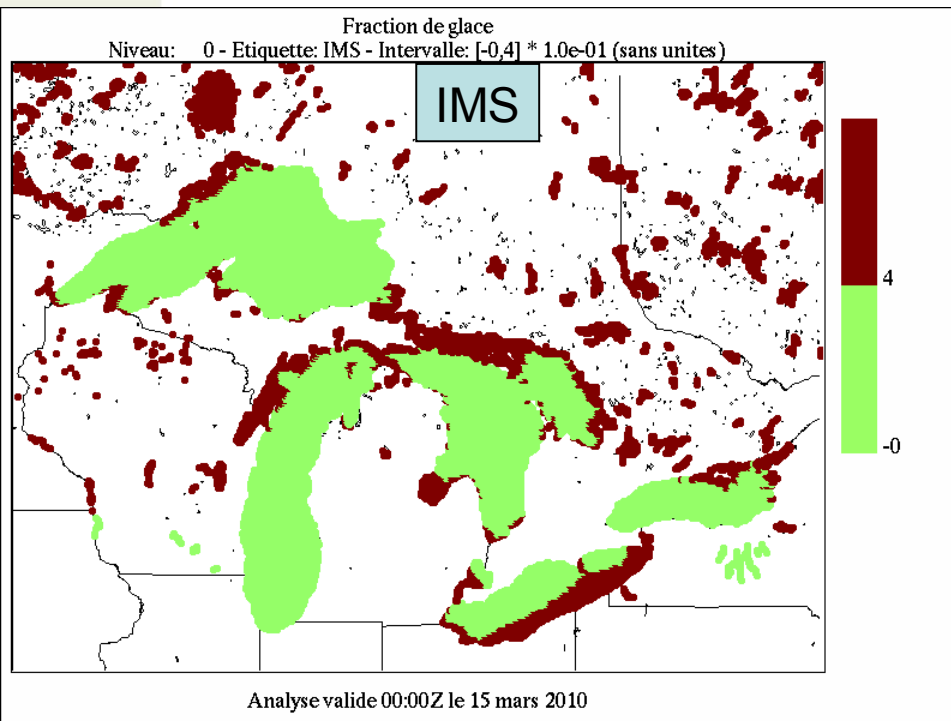 Fraction de glace
Niveau: 0 - Etiquette: IMS - Intervalle: [-0,4] * 1.0e-01 (sans unites)
IMS
4
-0
Analyse valide 00:00Z le 15 mars 2010